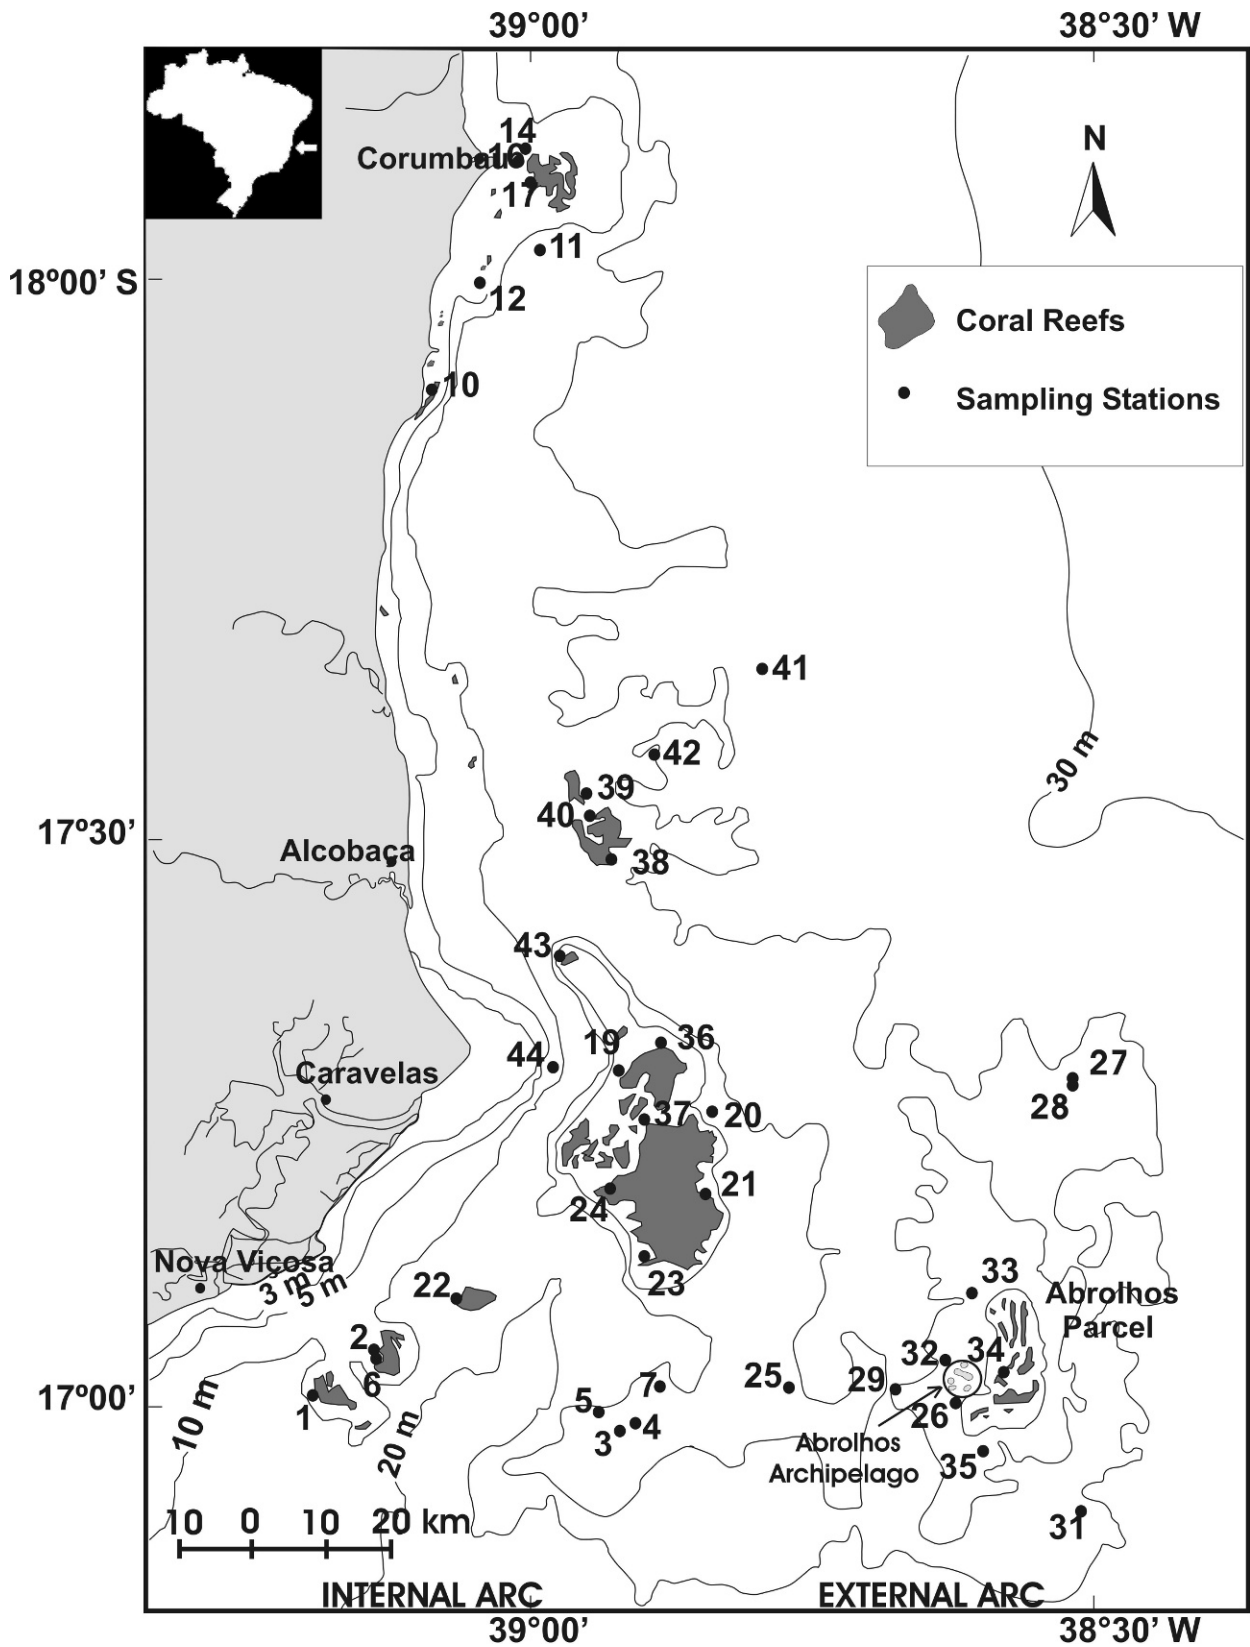 39°00’
38°30’ W
14
N
Corumbau
16
17
11
18°00’ S
12
Coral Reefs
10
Sampling Stations
41
42
30 m
39
40
17°30’
Alcobaça
38
43
36
19
44
27
Caravelas
28
37
20
21
24
Nova Viçosa
3 m
5 m
22
23
33
Abrolhos
Parcel
2
32
34
6
7
25
29
17°00’
1
5
26
10 m
20 m
3
4
Abrolhos
Archipelago
35
10 0 10 20 km
31
INTERNAL ARC
EXTERNAL ARC
39°00’
38°30’ W